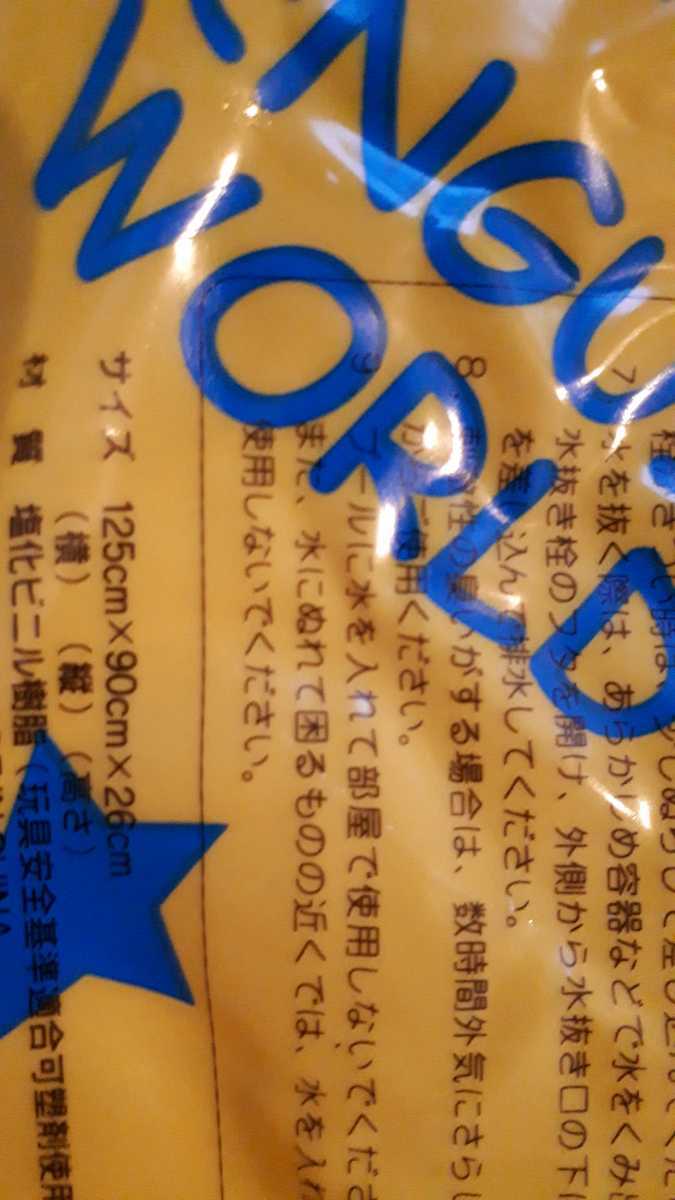 NGU
WORLD
7
水を抜く際は、あらかじめ容器などで水をくみ
水抜き栓のフタを開け、外側から水抜き口の下
を差し込んで排水してください。
8
の臭いがする場合は、数時間外気にさらし
ご使用ください。
9
プールに水を入れて部屋で使用しないでくださ
また、水にぬれて困るものの近くでは、水を入れ
使用しないでください。
サイズ 125cm×90cm×26cm
(横) (縦) (高さ)
材質 塩化ビニル樹脂(玩具安全基準適合可塑剤使用